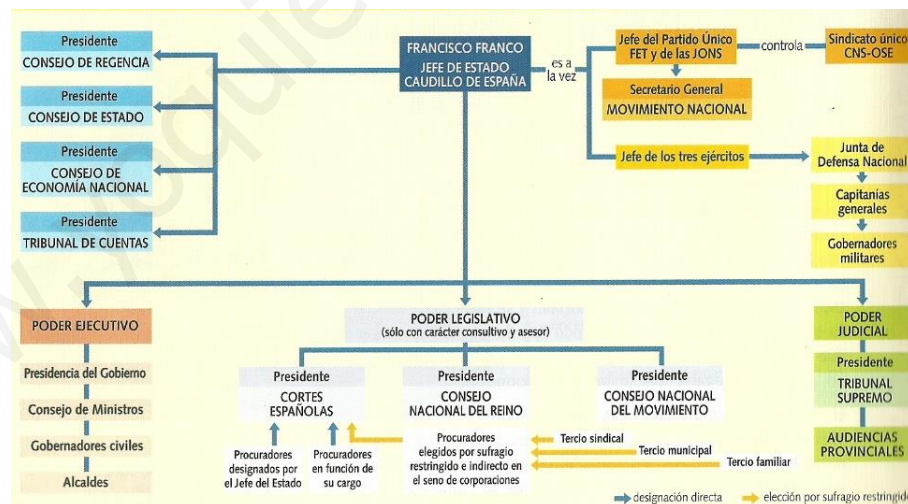 Presidente
CONSEJO DE REGENCIA
Presidente
CONSEJO DE ESTADO
Presidente
CONSEJO DE
ECONOMÍA NACIONAL
Presidente
TRIBUNAL DE CUENTAS
FRANCISCO FRANCO
JEFE DE ESTADO
CAUDILLO DE ESPAÑA
es a
la vez
Jefe del Partido Único
FET y de las JONS
controla
Sindicato único
CNS-OSE
Secretario General
MOVIMIENTO NACIONAL
Jefe de los tres ejércitos
Junta de
Defensa Nacional
Capitanías
generales
Gobernadores
militares
PODER EJECUTIVO
Presidencia del Gobierno
Consejo de Ministros
Gobernadores civiles
Alcaldes
PODER LEGISLATIVO
(sólo con carácter consultivo y asesor)
Presidente
CORTES
ESPAÑOLAS
Presidente
CONSEJO
NACIONAL DEL REINO
Presidente
CONSEJO NACIONAL
DEL MOVIMIENTO
Procuradores
designados por
el Jefe del Estado
Procuradores
en función de
su cargo
Procuradores
elegidos por sufragio
restringido e indirecto en
el seno de corporaciones
Tercio sindical
Tercio municipal
Tercio familiar
PODER
JUDICIAL
Presidente
TRIBUNAL
SUPREMO
AUDIENCIAS
PROVINCIALES
designación directa
elección por sufragio restringido